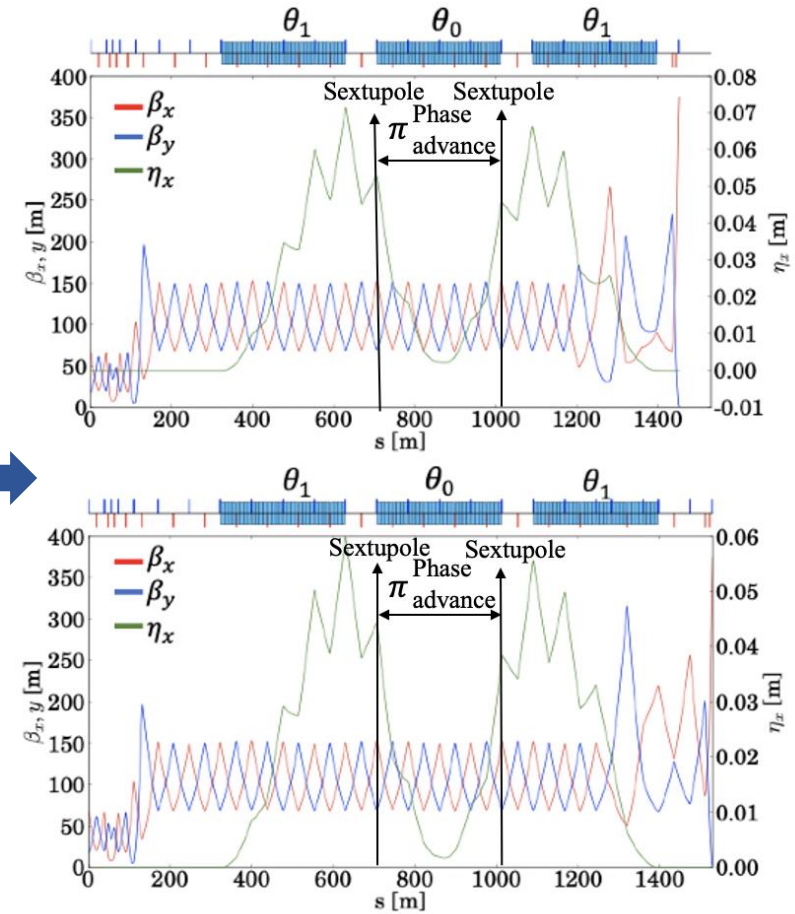 θ₁ θ₀ θ₁
400 0.08
Sextupole Sextupole
350 0.07
βₓ
π Phase advance
300 0.06
β_y
ηₓ
250 0.05
200 0.04
βₓ, y [m] ηₓ [m]
150 0.03
100 0.02
0.01
50 0.00
0 -0.01
0 200 400 600 800 1000 1200 1400
s [m]
θ₁ θ₀ θ₁
400 0.06
Sextupole Sextupole
βₓ
350
π Phase advance
0.05
β_y
300
ηₓ
250 0.04
200 0.03
βₓ, y [m] ηₓ [m]
150 0.02
100
0.01
50
0 0.00
0 200 400 600 800 1000 1200 1400
s [m]